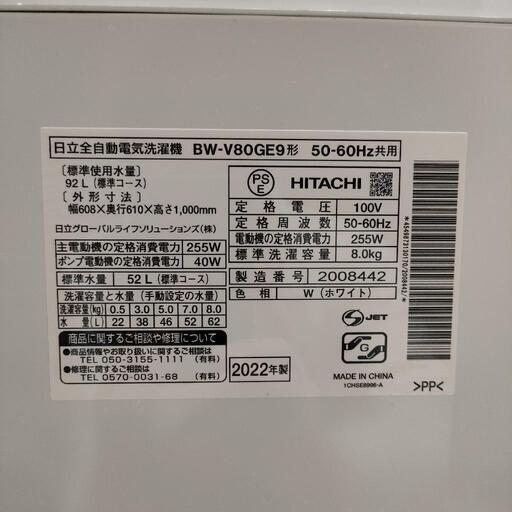 日立全自動電気洗濯機 BW-V80GE9形 50-60Hz共用
〔標準使用水量〕
92 L（標準コース）
〔外形寸法〕
幅608×奥行610×高さ1,000mm
日立グローバルライフソリューションズ（株）
主電動機の定格消費電力 255W
ポンプ電動機の定格消費電力 40W
標準水量 52 L（標準コース）
洗濯容量と水量（手動設定の水量）
洗濯容量(kg) 0.5 3.0 5.0 7.0 8.0
水量(L) 22 38 46 52 62
商品に関するご相談や修理について
●商品情報やお取り扱いに関するご相談
TEL 050-3155-1111（有料）
●修理に関するご相談
TEL 0570-0031-68（有料）
PS
E
HITACHI
定格電圧 100V
定格周波数 50-60Hz
電動機の定格消費電力 255W
標準洗濯容量 8.0kg
製造番号 2008442
色相 W（ホワイト）
2022年製
S JET
G
MADE IN CHINA
1CHSE8996-A
>PP<